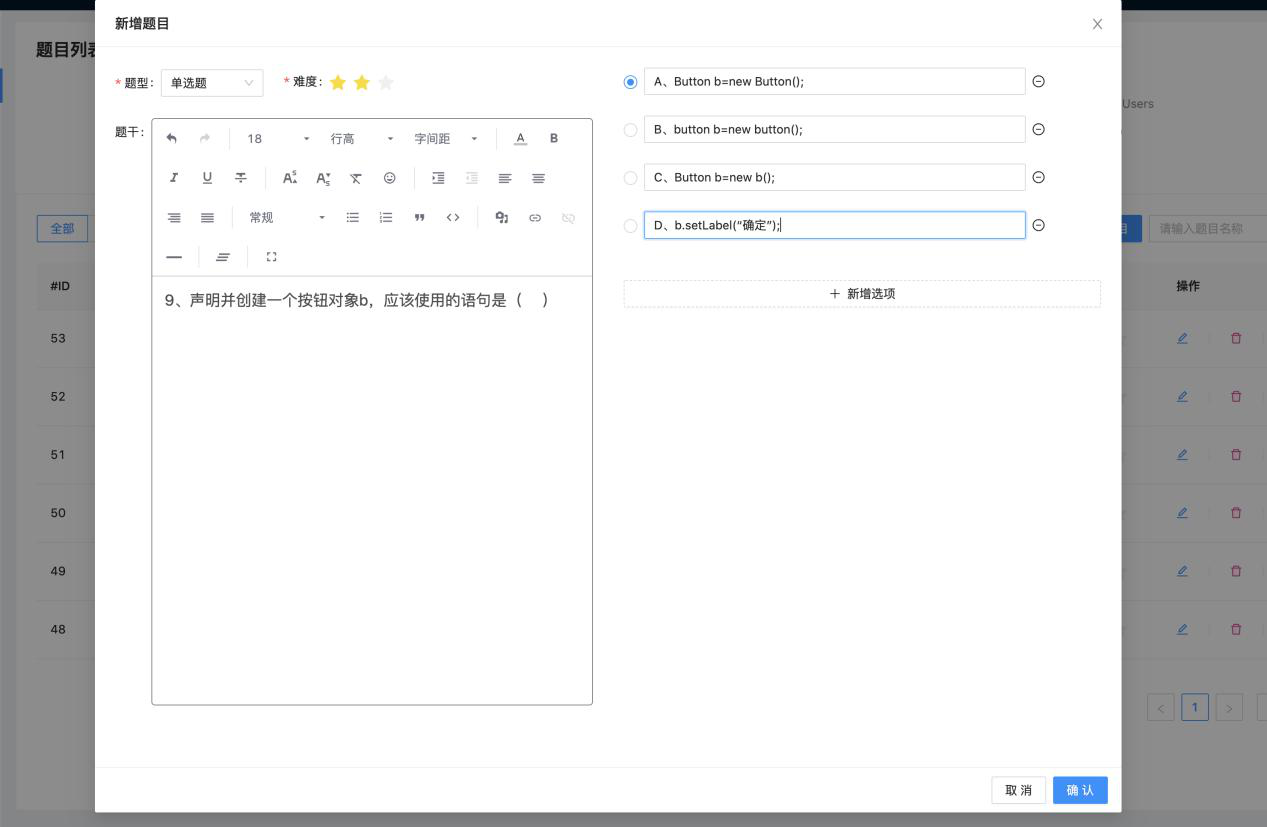 新增题目
题目列表
* 题型:
单选题
* 难度:
题干:
18
行高
字间距
A
B
常规
9、声明并创建一个按钮对象b，应该使用的语句是（    ）
A、Button b=new Button();
B、button b=new button();
C、Button b=new b();
D、b.setLabel(“确定”);
+ 新增选项
取 消
确 认
Users
全部
目
请输入题目名称
#ID
操作
53
52
51
50
49
48
<
1
>